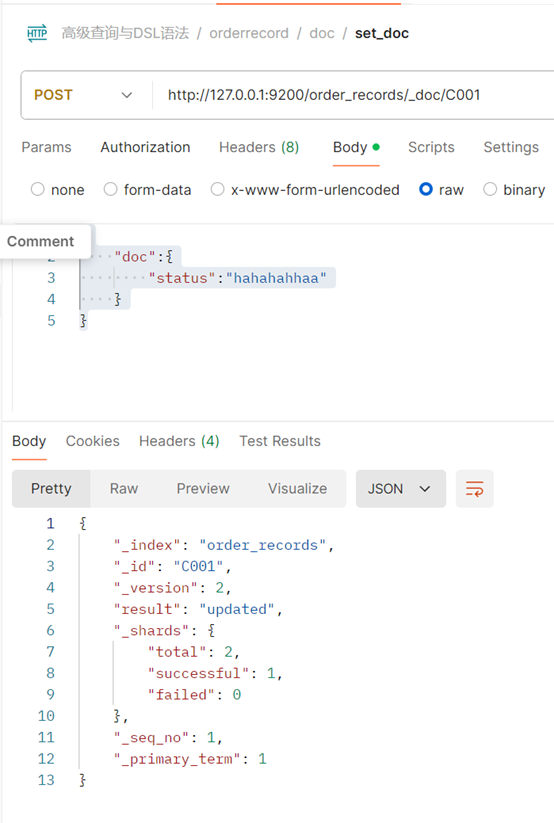 HTTP 高级查询与DSL语法 / orderrecord / doc / set_doc
POST http://127.0.0.1:9200/order_records/_doc/C001
Params Authorization Headers (8) Body Scripts Settings
none form-data x-www-form-urlencoded raw binary
Comment
2 "doc":{
3 "status":"hahahahhaa"
4 }
5 }
Body Cookies Headers (4) Test Results
Pretty Raw Preview Visualize JSON
1 {
2 "_index": "order_records",
3 "_id": "C001",
4 "_version": 2,
5 "result": "updated",
6 "_shards": {
7 "total": 2,
8 "successful": 1,
9 "failed": 0
10 },
11 "_seq_no": 1,
12 "_primary_term": 1
13 }